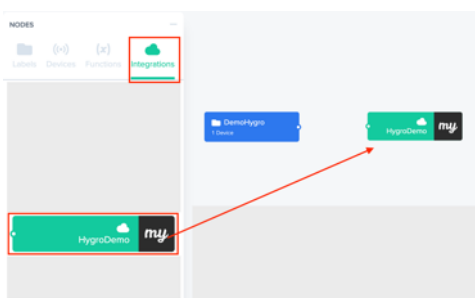 NODES
Labels Devices Functions Integrations
{x}
DemoHygro
1 Device
HygroDemo
my
HygroDemo
my